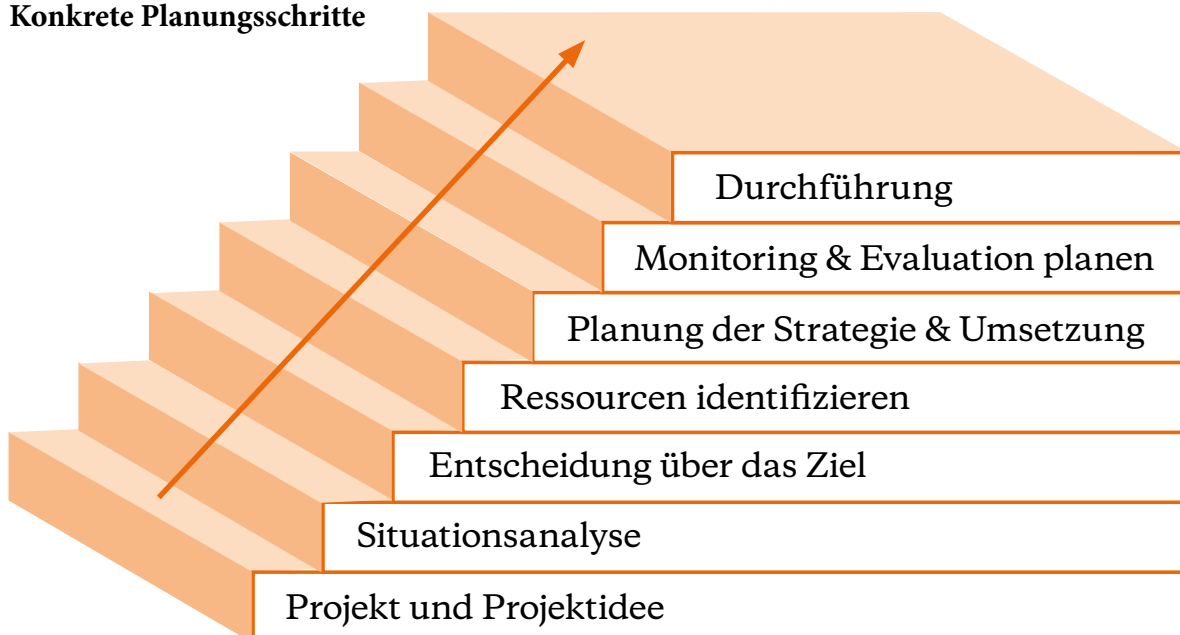 Konkrete Planungsschritte
Durchführung
Monitoring & Evaluation planen
Planung der Strategie & Umsetzung
Ressourcen identifizieren
Entscheidung über das Ziel
Situationsanalyse
Projekt und Projektidee